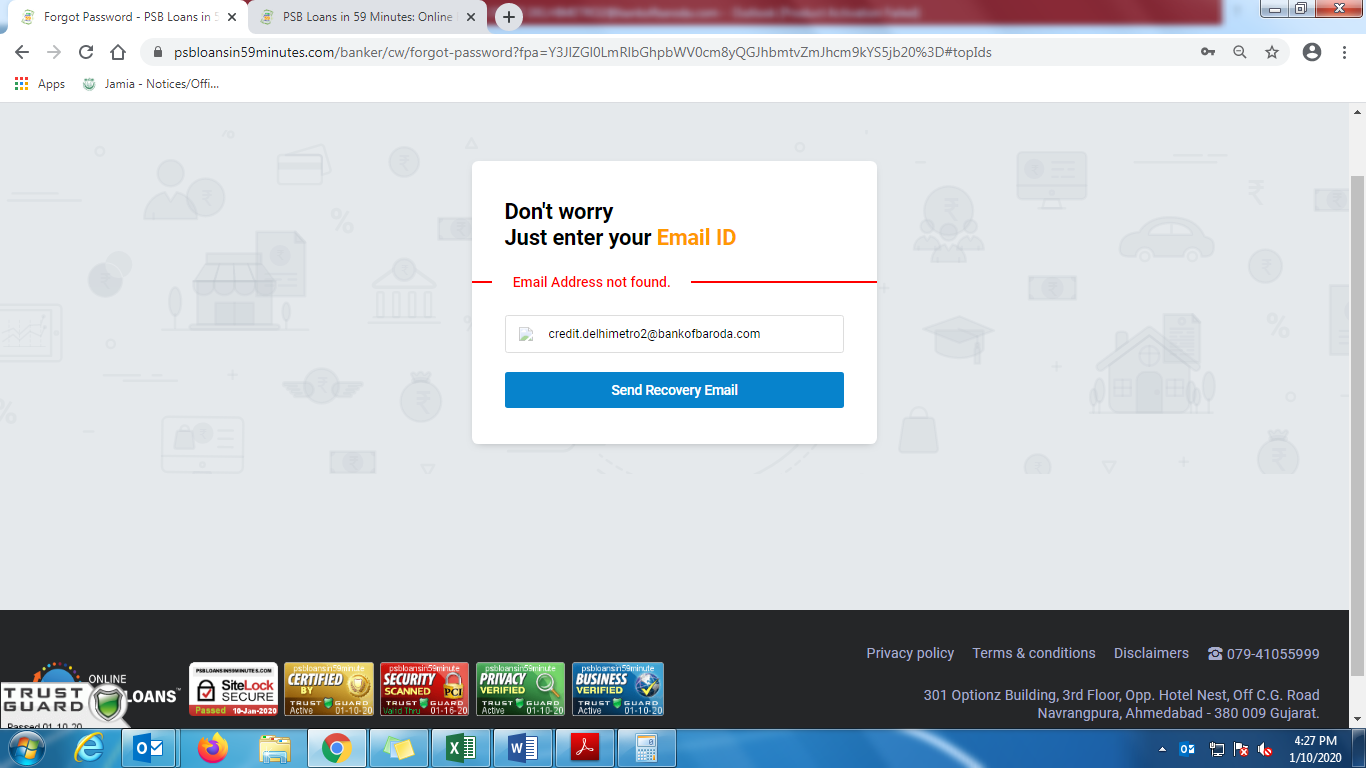 Forgot Password - PSB Loans in 5
PSB Loans in 59 Minutes: Online
psbloansin59minutes.com/banker/cw/forgot-password?fpa=Y3JlZGl0LmRlbGhpbWV0cm8yQGJhbmtvZmJhcm9kYS5jb20%3D#topIds
Apps
Jamia - Notices/Offi...
Don't worry
Just enter your Email ID
Email Address not found.
credit.delhimetro2@bankofbaroda.com
Send Recovery Email
Privacy policy Terms & conditions Disclaimers 079-41055999
301 Optionz Building, 3rd Floor, Opp. Hotel Nest, Off C.G. Road
Navrangpura, Ahmedabad - 380 009 Gujarat.
ONLINE
LOANS™
TRUST
GUARD
Passed 01-10-20
PSBLOANSIN59MINUTES.COM
SiteLock
SECURE
Passed 10-Jan-2020
psbloansin59minute
CERTIFIED
BY
TRUST GUARD
Active 01-10-20
psbloansin59minute
SECURITY
SCANNED PCI
TRUST GUARD
Valid Thru 01-16-20
psbloansin59minute
PRIVACY
VERIFIED
TRUST GUARD
Active 01-10-20
psbloansin59minute
BUSINESS
VERIFIED
TRUST GUARD
Active 01-10-20
4:27 PM
1/10/2020